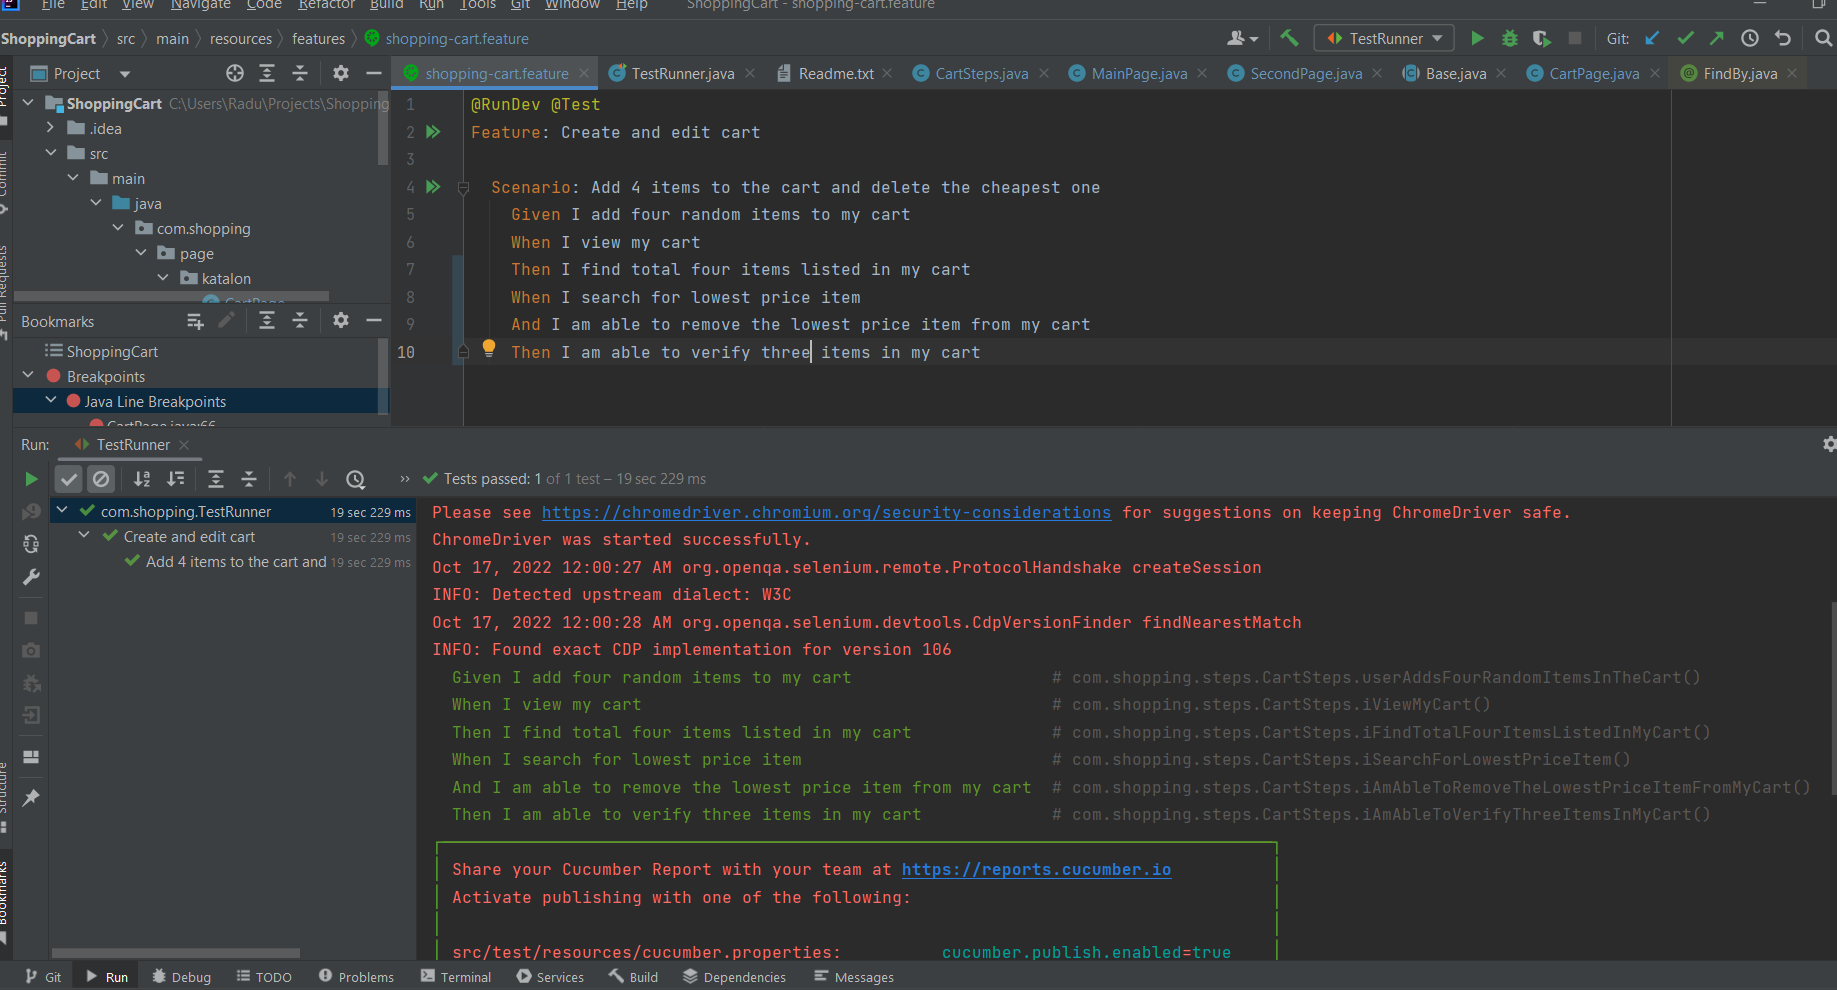 File Edit View Navigate Code Refactor Build Run Tools Git Window Help ShoppingCart - shopping-cart.feature
ShoppingCart src main resources features shopping-cart.feature TestRunner Git:
Project shopping-cart.feature TestRunner.java Readme.txt CartSteps.java MainPage.java SecondPage.java Base.java CartPage.java FindBy.java
Project
Commit
Pull Requests
ShoppingCart C:\Users\Radu\Projects\Shopping
.idea
src
main
java
com.shopping
page
katalon
CartPage
Bookmarks
ShoppingCart
Breakpoints
Java Line Breakpoints
CartPage.java:66
1 @RunDev @Test
2 Feature: Create and edit cart
3
4 Scenario: Add 4 items to the cart and delete the cheapest one
5 Given I add four random items to my cart
6 When I view my cart
7 Then I find total four items listed in my cart
8 When I search for lowest price item
9 And I am able to remove the lowest price item from my cart
10 Then I am able to verify three items in my cart
Run: TestRunner
» Tests passed: 1 of 1 test – 19 sec 229 ms
com.shopping.TestRunner 19 sec 229 ms
Create and edit cart 19 sec 229 ms
Add 4 items to the cart and 19 sec 229 ms
Please see https://chromedriver.chromium.org/security-considerations for suggestions on keeping ChromeDriver safe.
ChromeDriver was started successfully.
Oct 17, 2022 12:00:27 AM org.openqa.selenium.remote.ProtocolHandshake createSession
INFO: Detected upstream dialect: W3C
Oct 17, 2022 12:00:28 AM org.openqa.selenium.devtools.CdpVersionFinder findNearestMatch
INFO: Found exact CDP implementation for version 106
Given I add four random items to my cart # com.shopping.steps.CartSteps.userAddsFourRandomItemsInTheCart()
When I view my cart # com.shopping.steps.CartSteps.iViewMyCart()
Then I find total four items listed in my cart # com.shopping.steps.CartSteps.iFindTotalFourItemsListedInMyCart()
When I search for lowest price item # com.shopping.steps.CartSteps.iSearchForLowestPriceItem()
And I am able to remove the lowest price item from my cart # com.shopping.steps.CartSteps.iAmAbleToRemoveTheLowestPriceItemFromMyCart()
Then I am able to verify three items in my cart # com.shopping.steps.CartSteps.iAmAbleToVerifyThreeItemsInMyCart()
Share your Cucumber Report with your team at https://reports.cucumber.io
Activate publishing with one of the following:
src/test/resources/cucumber.properties: cucumber.publish.enabled=true
Structure
Bookmarks
Git Run Debug TODO Problems Terminal Services Build Dependencies Messages